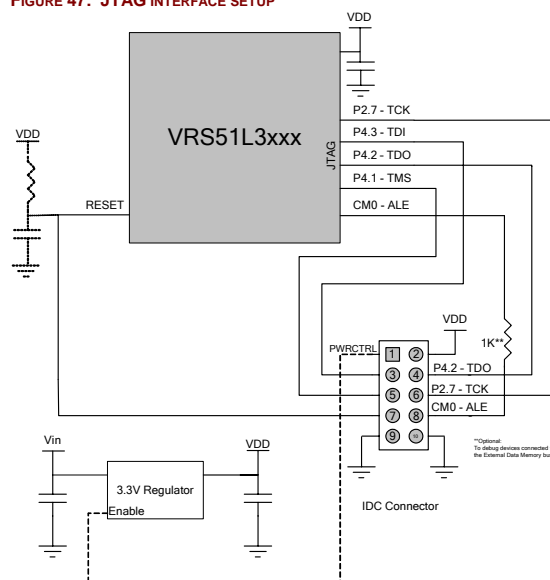 FIGURE 47. JTAG INTERFACE SETUP
VDD
VRS51L3xxx
JTAG
P2.7 - TCK
P4.3 - TDI
P4.2 - TDO
P4.1 - TMS
CM0 - ALE
VDD
RESET
VDD
1K**
PWRCTRL
1 2
3 4
5 6
7 8
9 10
P4.2 - TDO
P2.7 - TCK
CM0 - ALE
**Optional:
To debug devices connected
the External Data Memory bu
IDC Connector
Vin
VDD
3.3V Regulator
Enable